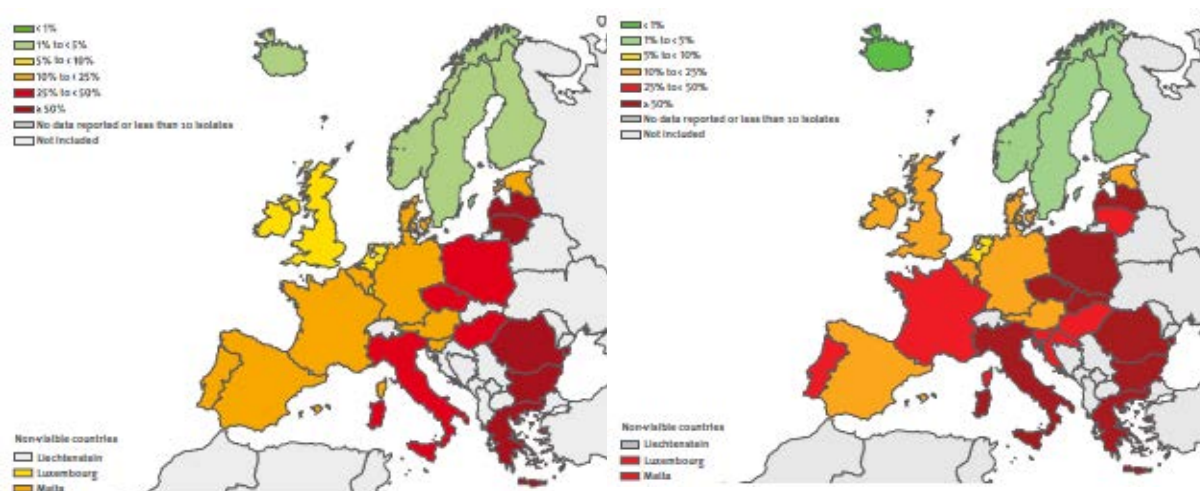 < 1%
1% to < 5%
5% to < 10%
10% to < 25%
25% to < 50%
≥ 50%
No data reported or less than 10 isolates
Not included
Non-visible countries
Liechtenstein
Luxembourg
Malta
< 1%
1% to < 5%
5% to < 10%
10% to < 25%
25% to < 50%
≥ 50%
No data reported or less than 10 isolates
Not included
Non-visible countries
Liechtenstein
Luxembourg
Malta